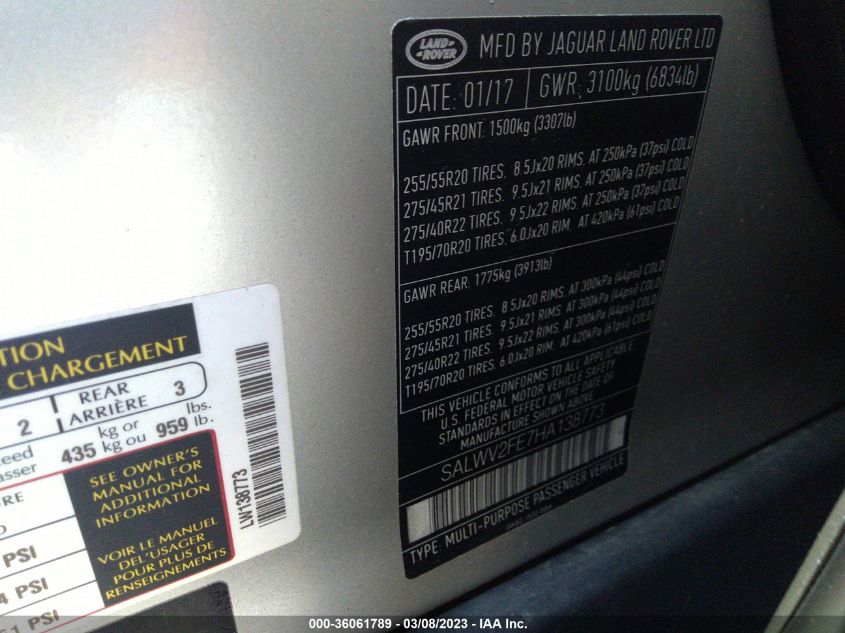 LAND ROVER
MFD BY JAGUAR LAND ROVER LTD
DATE: 01/17 GWR: 3100kg (6834lb)
GAWR FRONT: 1500kg (3307lb)
255/55R20 TIRES. 8.5Jx20 RIMS. AT 250kPa (37psi) COLD
275/45R21 TIRES. 9.5Jx21 RIMS. AT 250kPa (37psi) COLD
275/40R22 TIRES. 9.5Jx22 RIMS. AT 250kPa (37psi) COLD
T195/70R20 TIRES. 6.0Jx20 RIM. AT 420kPa (61psi) COLD
GAWR REAR: 1775kg (3913lb)
255/55R20 TIRES. 8.5Jx20 RIMS. AT 300kPa (44psi) COLD
275/45R21 TIRES. 9.5Jx21 RIMS. AT 300kPa (44psi) COLD
275/40R22 TIRES. 9.5Jx22 RIMS. AT 300kPa (44psi) COLD
T195/70R20 TIRES. 6.0Jx20 RIM. AT 420kPa (61psi) COLD
THIS VEHICLE CONFORMS TO ALL APPLICABLE
U.S. FEDERAL MOTOR VEHICLE SAFETY
STANDARDS IN EFFECT ON THE DATE OF
MANUFACTURE SHOWN ABOVE
SALWV2FE7HA138773
TYPE: MULTI-PURPOSE PASSENGER VEHICLE
TION
CHARGEMENT
2 REAR 3
ARRIÈRE
435 kg or 959 lbs.
kg ou lb.
SEE OWNER'S
MANUAL FOR
ADDITIONAL
INFORMATION
VOIR LE MANUEL
DEL'USAGER
POUR PLUS DE
RENSEIGNEMENTS
PSI
PSI
PSI
LW138773
000-36061789 — 03/08/2023 — IAA Inc.